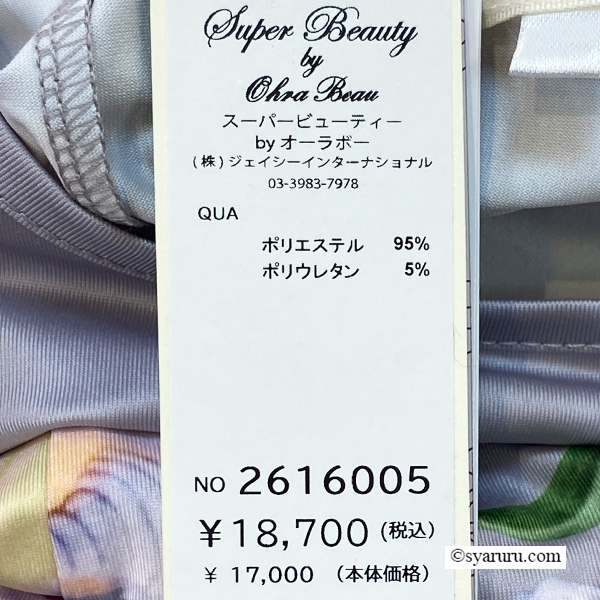 Super Beauty
by
Ohra Beau
スーパービューティー
by オーラボー
(株)ジェイシーインターナショナル
03-3983-7978
QUA
ポリエステル 95%
ポリウレタン 5%
NO 2616005
¥18,700 (税込)
¥ 17,000 (本体価格)
©syaruru.com